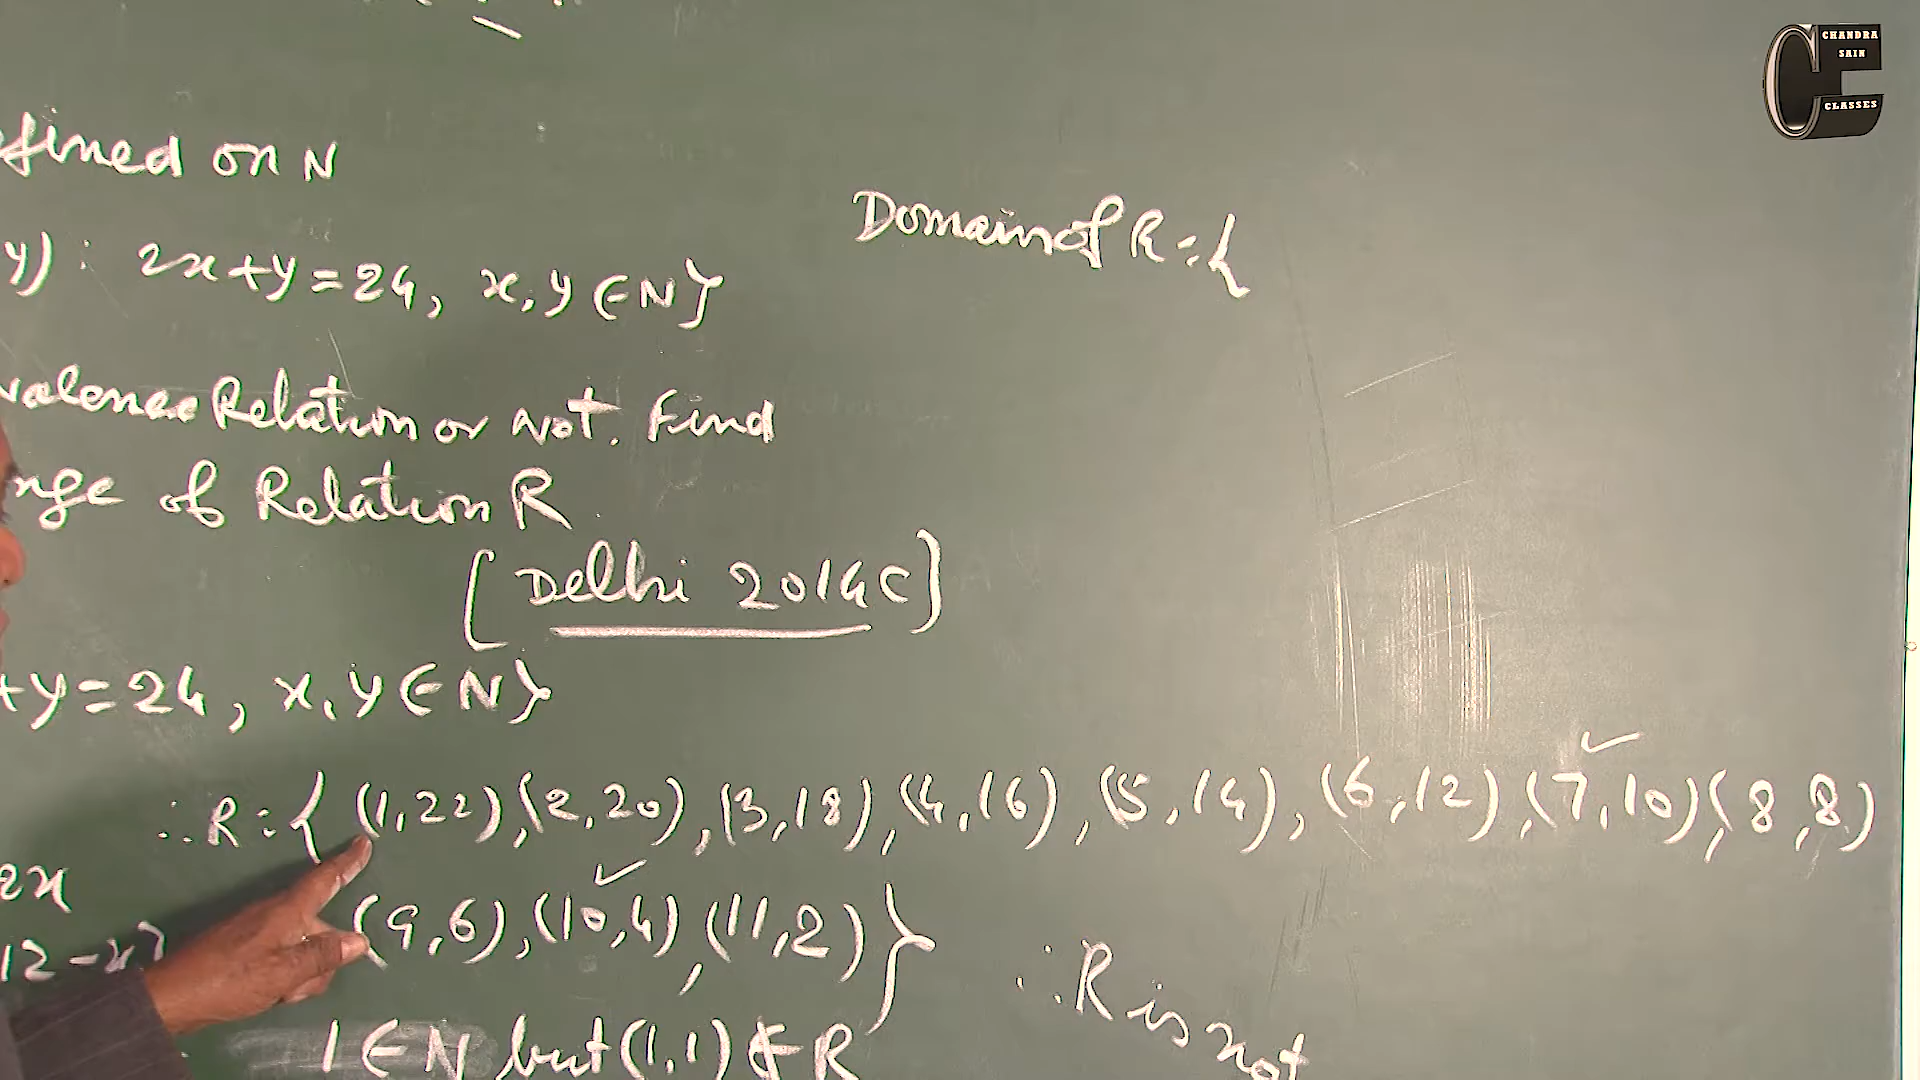 CHANDRA
SAIN
CLASSES
fined on N
y) : 2x+y=24, x,y∈N}
valence Relation or Not. Find
nge of Relation R
[Delhi 2014C]
+y=24, x,y∈N}
Domain of R = {
∴R={(1,22),(2,20),(3,18),(4,16),(5,14),(6,12),(7,10),(8,8)
(9,6),(10,4),(11,2)}
2x
12-x]
1∈N but (1,1)∉R
∴R is not